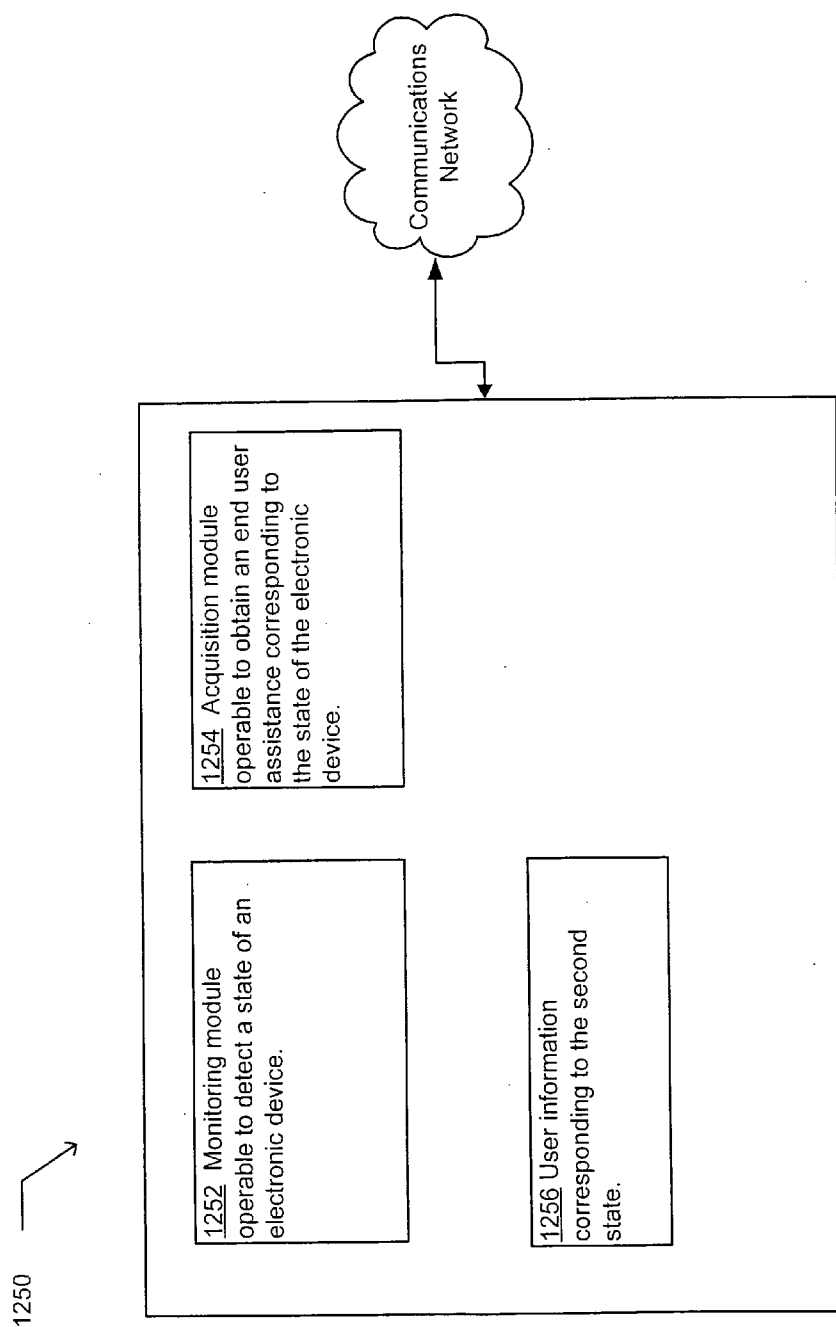 1250
1252 Monitoring module
operable to detect a state of an
electronic device.
1254 Acquisition module
operable to obtain an end user
assistance corresponding to
the state of the electronic
device.
1256 User information
corresponding to the second
state.
Communications
Network